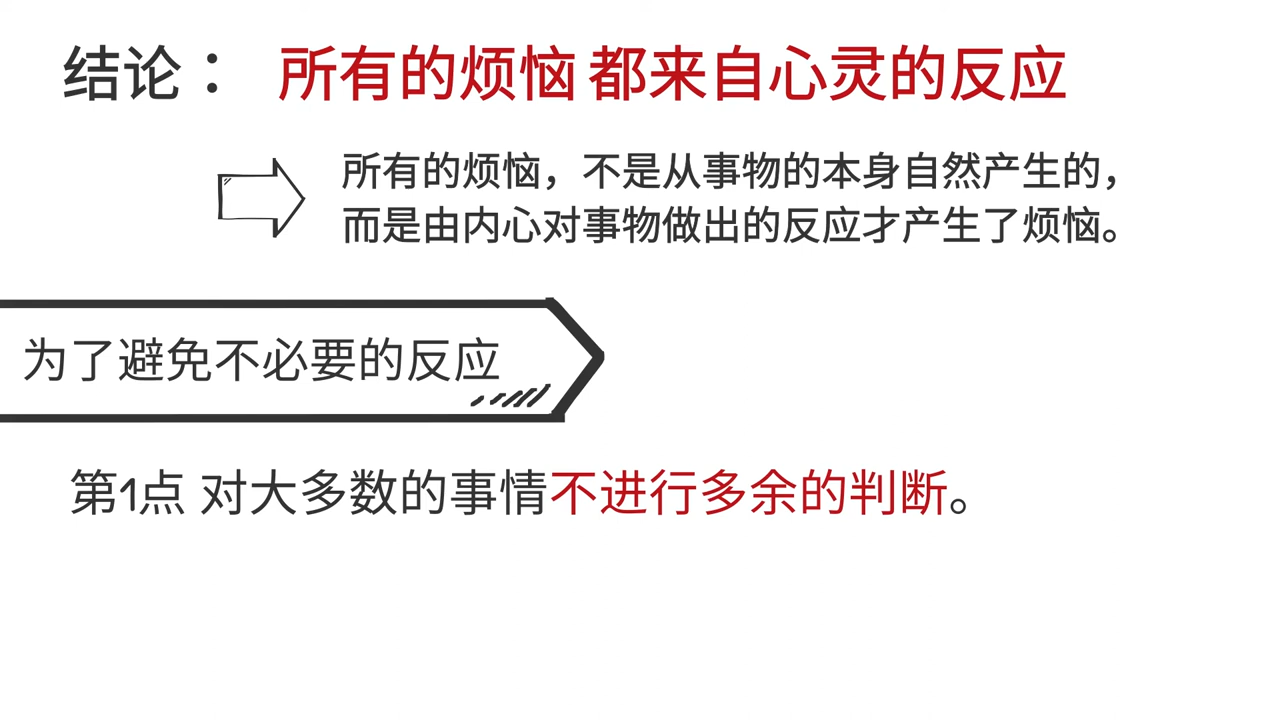 结论： 所有的烦恼 都来自心灵的反应
所有的烦恼，不是从事物的本身自然产生的，
而是由内心对事物做出的反应才产生了烦恼。
为了避免不必要的反应
第1点 对大多数的事情不进行多余的判断。